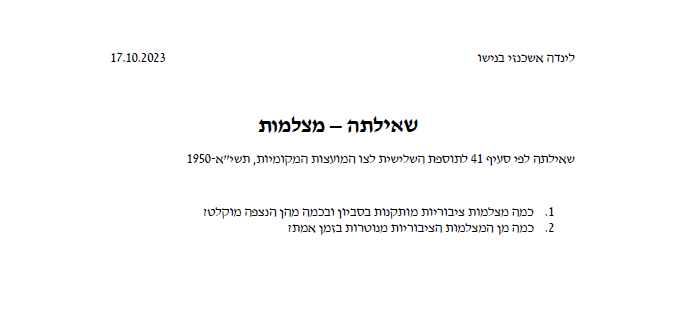 לינדה אשכנזי בנישו 17.10.2023
שאילתה – מצלמות
שאילתה לפי סעיף 41 לתוספת השלישית לצו המועצות המקומיות, תשי״א-1950
1. כמה מצלמות ציבוריות מותקנות בסביון ובכמה מהן הנצפה מוקלט?
2. כמה מן המצלמות הציבוריות מנוטרות בזמן אמת?